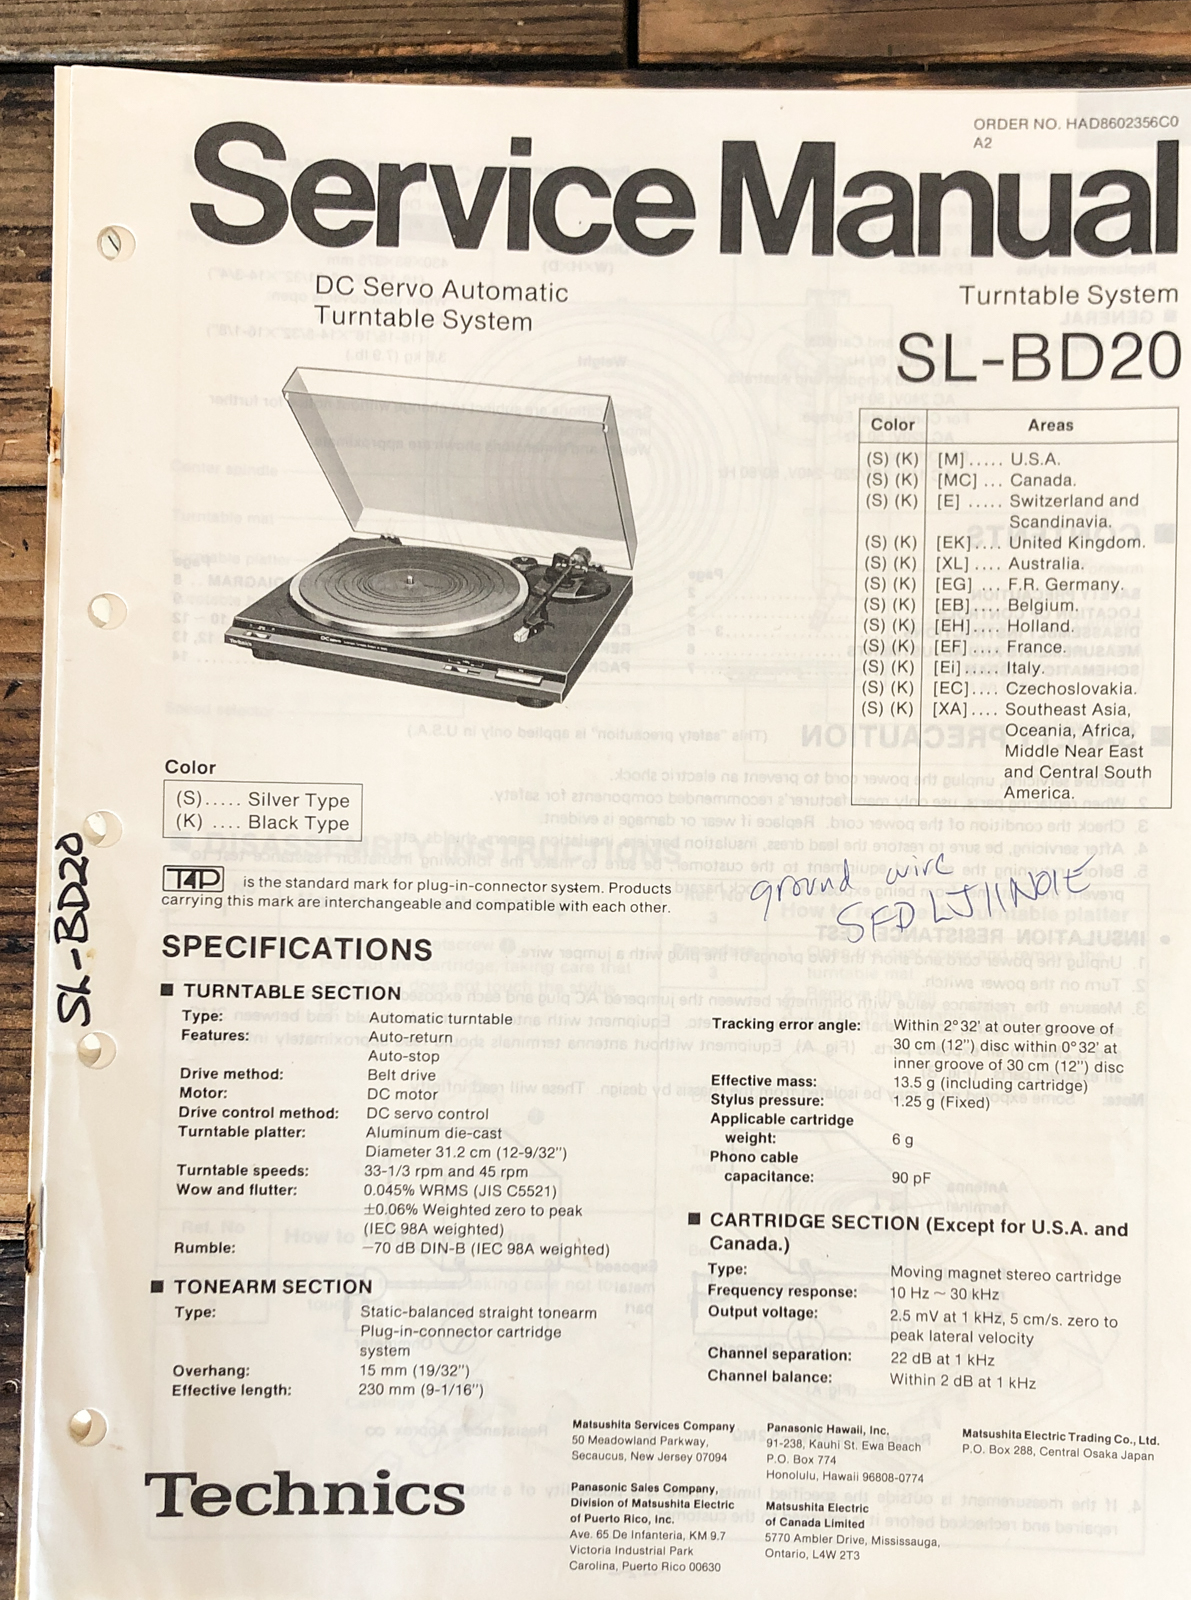 ORDER NO. HAD8602356C0
A2
Service Manual
DC Servo Automatic
Turntable System
Turntable System
SL-BD20
Color Areas
(S) (K) [M]..... U.S.A.
(S) (K) [MC] ... Canada.
(S) (K) [E] ..... Switzerland and
Scandinavia.
(S) (K) [EK].... United Kingdom.
(S) (K) [XL] .... Australia.
(S) (K) [EG] .... F.R. Germany.
(S) (K) [EB].... Belgium.
(S) (K) [EH].... Holland.
(S) (K) [EF].... France.
(S) (K) [Ei]..... Italy.
(S) (K) [EC].... Czechoslovakia.
(S) (K) [XA].... Southeast Asia,
Oceania, Africa,
Middle Near East
and Central South
America.
Technics
DC servo
Color
(S)..... Silver Type
(K) .... Black Type
SL-BD20
T4P is the standard mark for plug-in-connector system. Products
carrying this mark are interchangeable and compatible with each other.
ground wire
SPECIFICATIONS
■ TURNTABLE SECTION
Type: Automatic turntable
Features: Auto-return
Auto-stop
Drive method: Belt drive
Motor: DC motor
Drive control method: DC servo control
Turntable platter: Aluminum die-cast
Diameter 31.2 cm (12-9/32")
Turntable speeds: 33-1/3 rpm and 45 rpm
Wow and flutter: 0.045% WRMS (JIS C5521)
±0.06% Weighted zero to peak
(IEC 98A weighted)
Rumble: −70 dB DIN-B (IEC 98A weighted)
■ TONEARM SECTION
Type: Static-balanced straight tonearm
Plug-in-connector cartridge
system
Overhang: 15 mm (19/32")
Effective length: 230 mm (9-1/16")
Tracking error angle: Within 2°32' at outer groove of
30 cm (12") disc within 0°32' at
inner groove of 30 cm (12") disc
Effective mass: 13.5 g (including cartridge)
Stylus pressure: 1.25 g (Fixed)
Applicable cartridge
weight: 6 g
Phono cable
capacitance: 90 pF
■ CARTRIDGE SECTION (Except for U.S.A. and
Canada.)
Type: Moving magnet stereo cartridge
Frequency response: 10 Hz ~ 30 kHz
Output voltage: 2.5 mV at 1 kHz, 5 cm/s. zero to
peak lateral velocity
Channel separation: 22 dB at 1 kHz
Channel balance: Within 2 dB at 1 kHz
Technics
Matsushita Services Company
50 Meadowland Parkway,
Secaucus, New Jersey 07094
Panasonic Sales Company,
Division of Matsushita Electric
of Puerto Rico, Inc.
Ave. 65 De Infanteria, KM 9.7
Victoria Industrial Park
Carolina, Puerto Rico 00630
Panasonic Hawaii, Inc.
91-238, Kauhi St. Ewa Beach
P.O. Box 774
Honolulu, Hawaii 96808-0774
Matsushita Electric
of Canada Limited
5770 Ambler Drive, Mississauga,
Ontario, L4W 2T3
Matsushita Electric Trading Co., Ltd.
P.O. Box 288, Central Osaka Japan